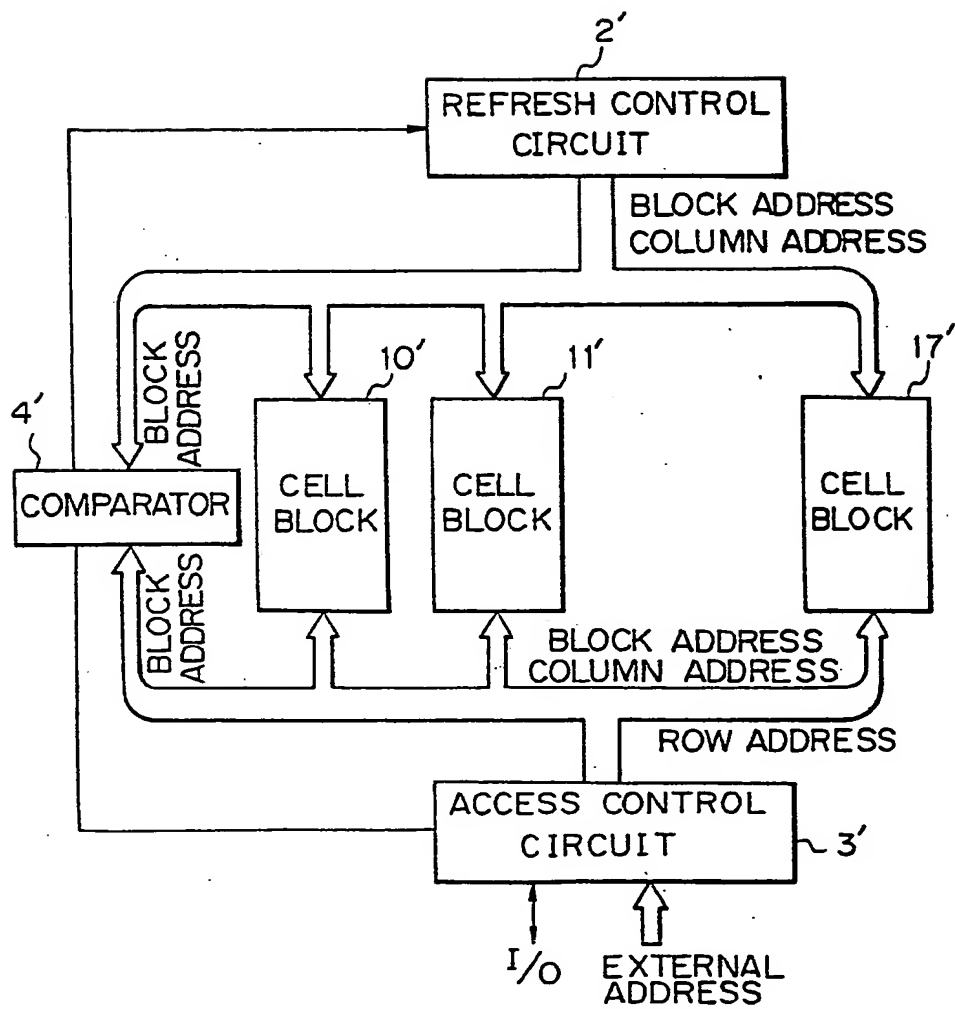 2'
REFRESH CONTROL
CIRCUIT
BLOCK ADDRESS
COLUMN ADDRESS
BLOCK
ADDRESS
10'
11'
17'
4'
COMPARATOR
CELL
BLOCK
CELL
BLOCK
CELL
BLOCK
BLOCK
ADDRESS
BLOCK ADDRESS
COLUMN ADDRESS
ROW ADDRESS
ACCESS CONTROL
CIRCUIT
3'
I/O
EXTERNAL
ADDRESS